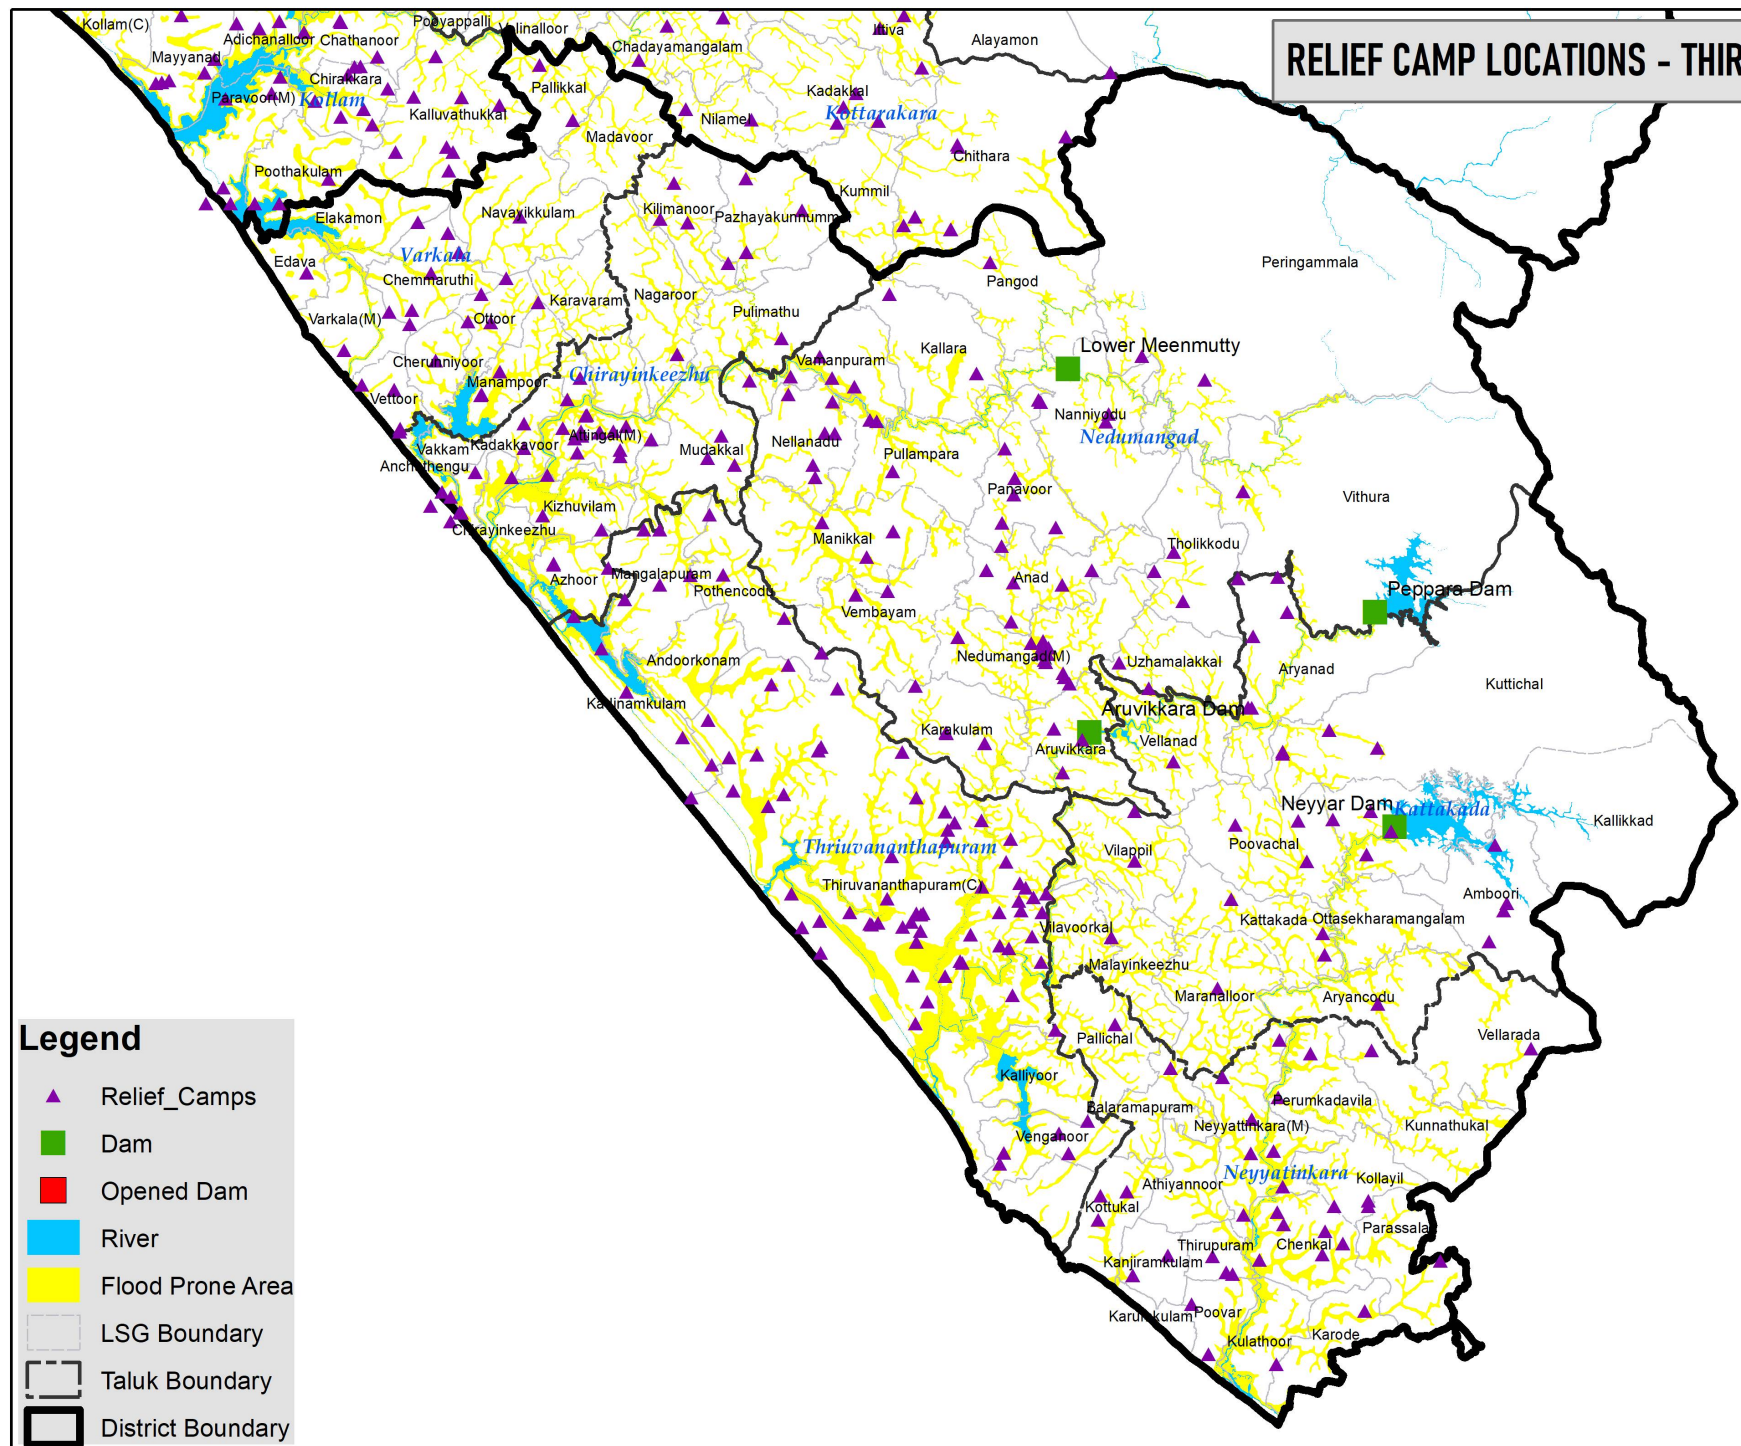 RELIEF CAMP LOCATIONS - THIR
Kollam(C)
Pooyappalli
Velinalloor
Ittiva
Alayamon
Adichanalloor
Chathanoor
Chadayamangalam
Mayyanad
Chirakkara
Pallikkal
Kadakkal
Paravoor(M)
Kollam
Kalluvathukkal
Nilamel
Kottarakara
Madavoor
Chithara
Poothakulam
Kummil
Elakamon
Navayikkulam
Kilimanoor
Varkala
Edava
Chemmaruthi
Peringammala
Pangod
Karavaram
Nagaroor
Pulimathu
Varkala(M)
Ottoor
Lower Meenmutty
Kallara
Cherunniyoor
Vamanpuram
Chirayinkeezhu
Manampoor
Vettoor
Nanniyodu
Nedumangad
Attingal(M)
Kadakkavoor
Vakkam
Nellanadu
Mudakkal
Pullampara
Anchuthengu
Panavoor
Vithura
Kizhuvilam
Chirayinkeezhu
Manikkal
Tholikkodu
Azhoor
Mangalapuram
Pothencodu
Anad
Peppara Dam
Vembayam
Andoorkonam
Nedumangad(M)
Uzhamalakkal
Aryanad
Kuttichal
Kadinamkulam
Aruvikkara Dam
Karakulam
Aruvikkara
Vellanad
Neyyar Dam
Kattakada
Kallikkad
Thriuvananthapuram
Vilappil
Poovachal
Thiruvananthapuram(C)
Amboori
Vilavoorkal
Kattakada
Ottasekharamangalam
Malayinkeezhu
Maranalloor
Aryancodu
Pallichal
Vellarada
Kalliyoor
Balaramapuram
Perumkadavila
Venganoor
Neyyattinkara(M)
Kunnathukal
Neyyatinkara
Athiyannoor
Kollayil
Kottukal
Parassala
Thirupuram
Chenkal
Kanjiramkulam
Karumkulam
Poovar
Kulathoor
Karode
Legend
Relief_Camps
Dam
Opened Dam
River
Flood Prone Area
LSG Boundary
Taluk Boundary
District Boundary